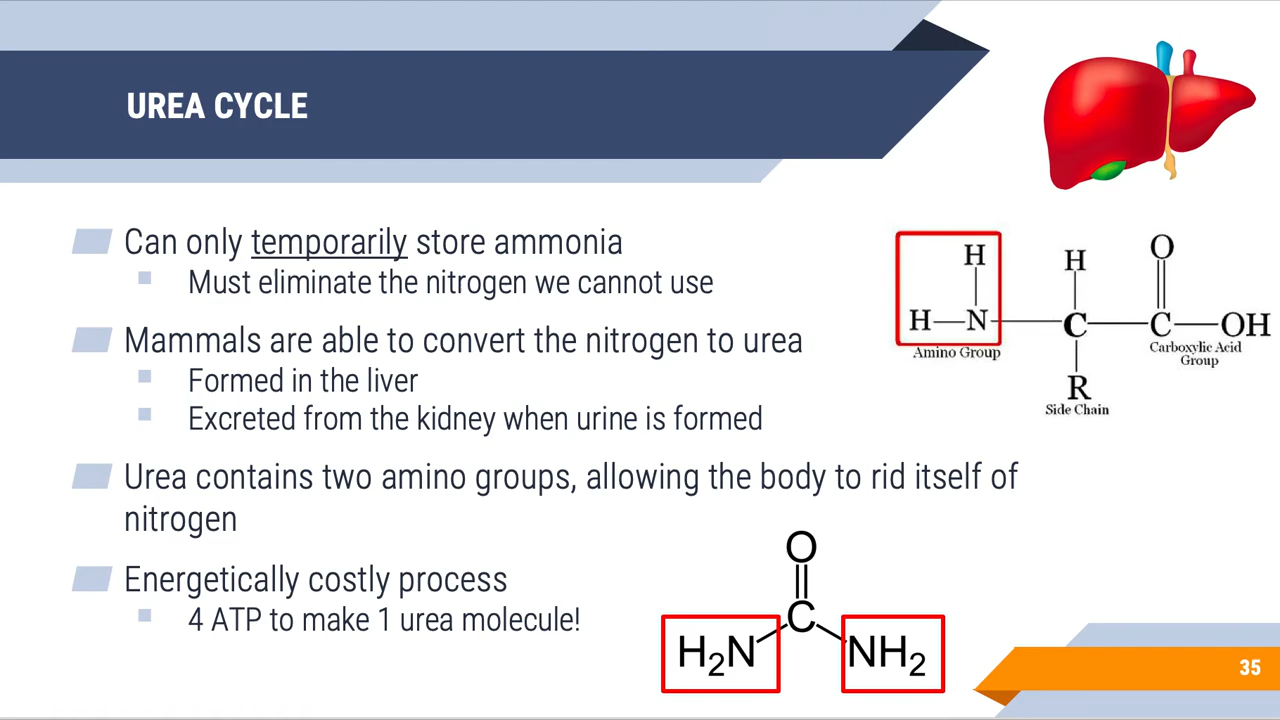 UREA CYCLE
Can only temporarily store ammonia
Must eliminate the nitrogen we cannot use
Mammals are able to convert the nitrogen to urea
Formed in the liver
Excreted from the kidney when urine is formed
Urea contains two amino groups, allowing the body to rid itself of
nitrogen
Energetically costly process
4 ATP to make 1 urea molecule!
H H O
H—N C C—OH
Amino Group
Carboxylic Acid
Group
R
Side Chain
O
C
H₂N NH₂
35